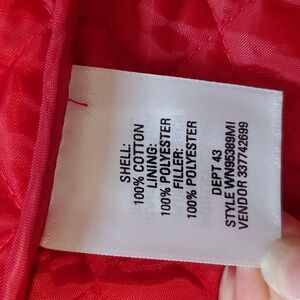 SHELL:
100% COTTON
LINING:
100% POLYESTER
FILLER:
100% POLYESTER
DEPT 43
STYLE WN95389MI
VENDOR 337742699